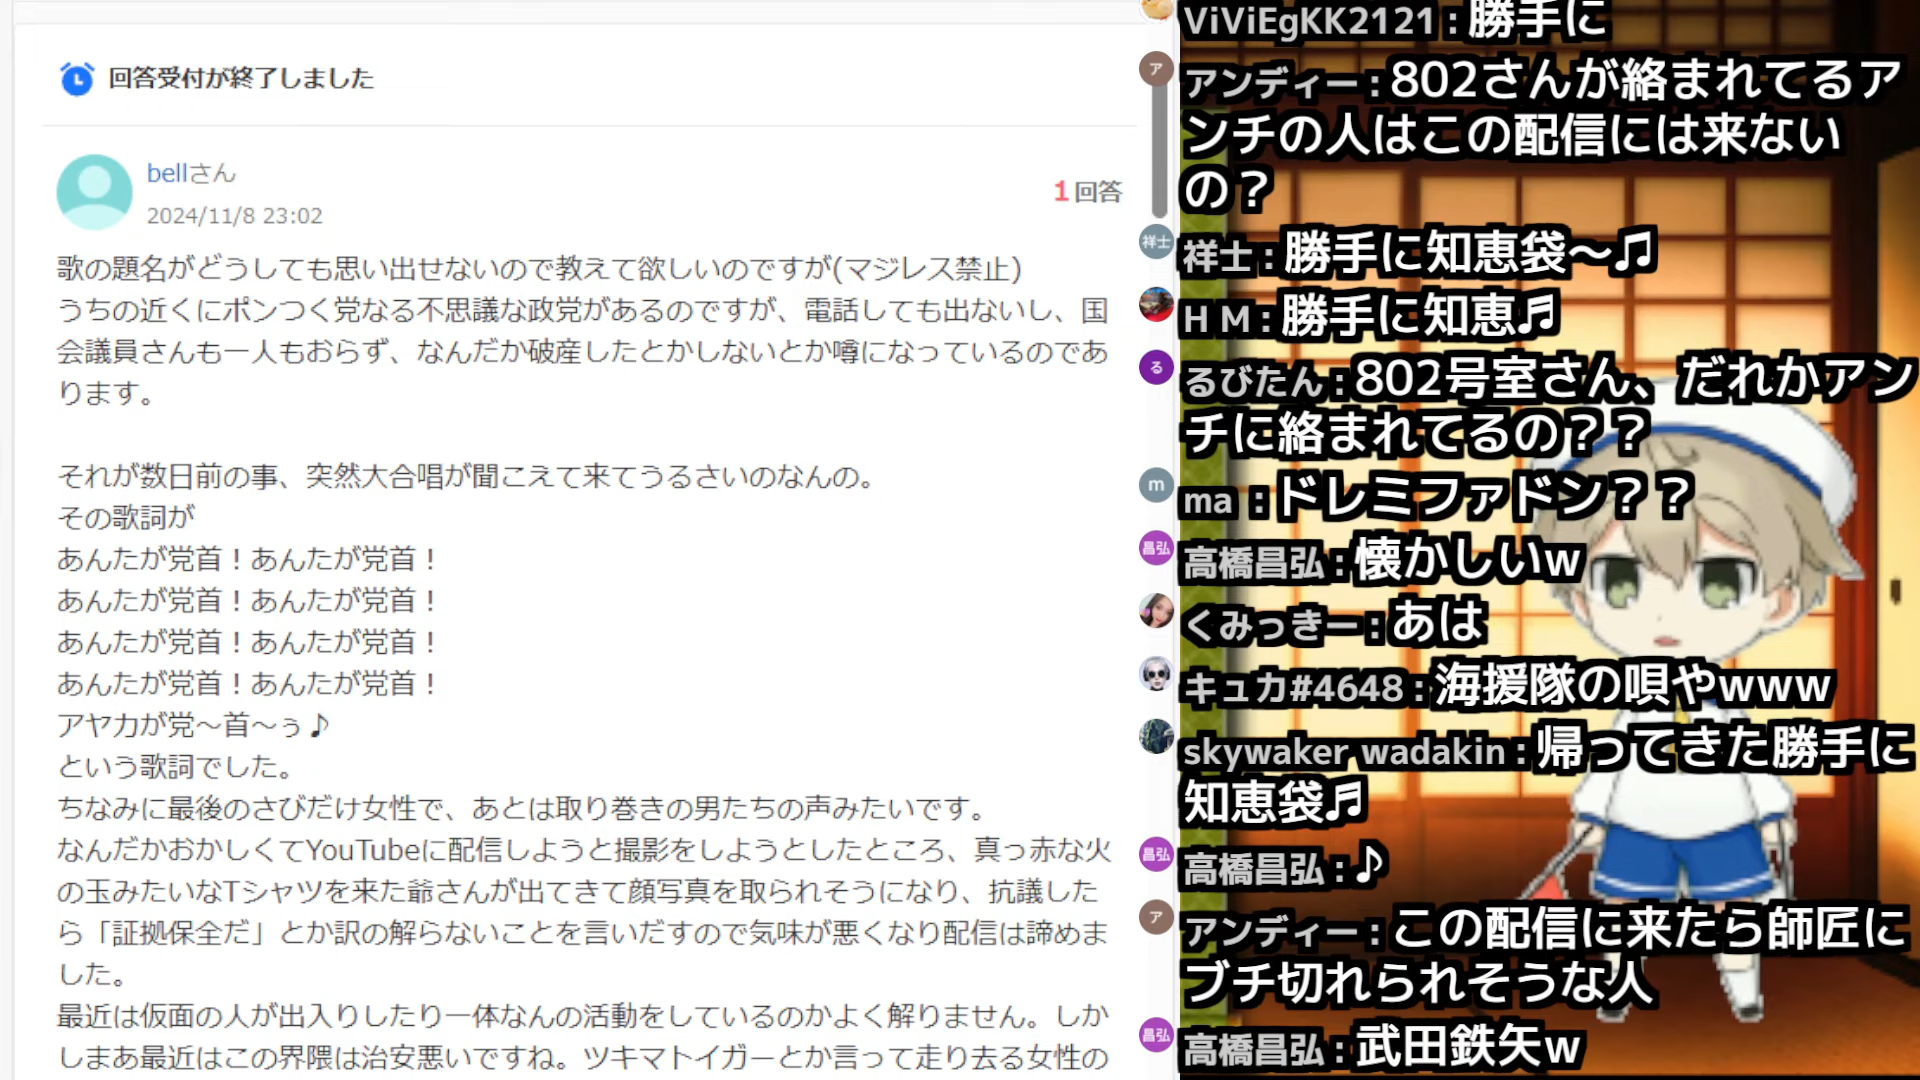 回答受付が終了しました
bellさん
2024/11/8 23:02
1回答
歌の題名がどうしても思い出せないので教えて欲しいのですが(マジレス禁止)
うちの近くにポンつく党なる不思議な政党があるのですが、電話しても出ないし、国
会議員さんも一人もおらず、なんだか破産したとかしないとか噂になっているのであ
ります。
それが数日前の事、突然大合唱が聞こえて来てうるさいのなんの。
その歌詞が
あんたが党首！あんたが党首！
あんたが党首！あんたが党首！
あんたが党首！あんたが党首！
あんたが党首！あんたが党首！
アヤカが党〜首〜ぅ♪
という歌詞でした。
ちなみに最後のさびだけ女性で、あとは取り巻きの男たちの声みたいです。
なんだかおかしくてYouTubeに配信しようと撮影をしようとしたところ、真っ赤な火
の玉みたいなTシャツを来た爺さんが出てきて顔写真を取られそうになり、抗議した
ら「証拠保全だ」とか訳の解らないことを言いだすので気味が悪くなり配信は諦めま
した。
最近は仮面の人が出入りしたり一体なんの活動をしているのかよく解りません。しか
しまあ最近はこの界隈は治安悪いですね。ツキマトイガーとか言って走り去る女性の
ViViEgKK2121 : 勝手に
ア
アンディー : 802さんが絡まれてるア
ンチの人はこの配信には来ない
の？
祥士
祥士 : 勝手に知恵袋〜♫
H M : 勝手に知恵♬
る
るびたん : 802号室さん、だれかアン
チに絡まれてるの？？
m
ma : ドレミファドン？？
昌弘
高橋昌弘 : 懐かしいw
くみっきー : あは
キュカ#4648 : 海援隊の唄やwww
skywaker wadakin : 帰ってきた勝手に
知恵袋♬
昌弘
高橋昌弘 : ♪
ア
アンディー : この配信に来たら師匠に
ブチ切れられそうな人
昌弘
高橋昌弘 : 武田鉄矢w